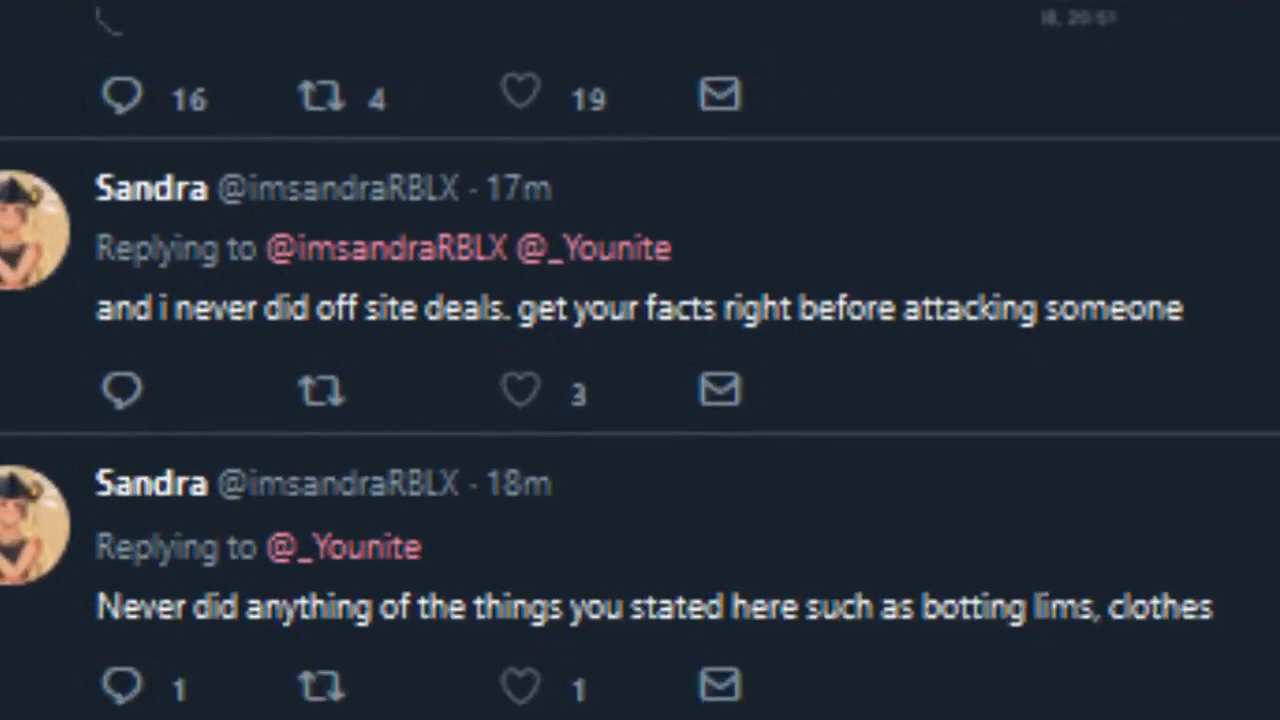 16 4 19
Sandra @imsandraRBLX · 17m
Replying to @imsandraRBLX @_Younite
and i never did off site deals. get your facts right before attacking someone
3
Sandra @imsandraRBLX · 18m
Replying to @_Younite
Never did anything of the things you stated here such as botting lims, clothes
1 1